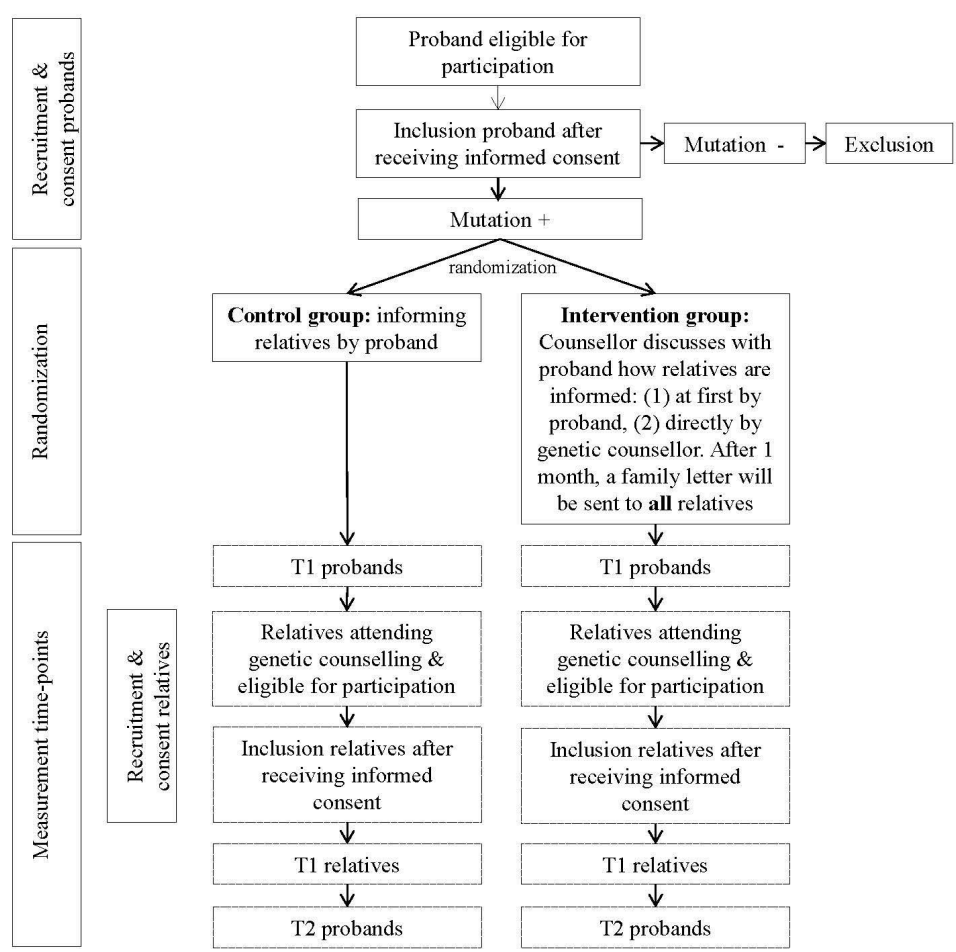 Recruitment &
consent probands
Proband eligible for
participation
Inclusion proband after
receiving informed consent
Mutation -
Exclusion
Mutation +
Randomization
randomization
Control group: informing
relatives by proband
Intervention group:
Counsellor discusses with
proband how relatives are
informed: (1) at first by
proband, (2) directly by
genetic counsellor. After 1
month, a family letter will
be sent to all relatives
Measurement time-points
T1 probands
T1 probands
Recruitment &
consent relatives
Relatives attending
genetic counselling &
eligible for participation
Relatives attending
genetic counselling &
eligible for participation
Inclusion relatives after
receiving informed
consent
Inclusion relatives after
receiving informed
consent
T1 relatives
T1 relatives
T2 probands
T2 probands